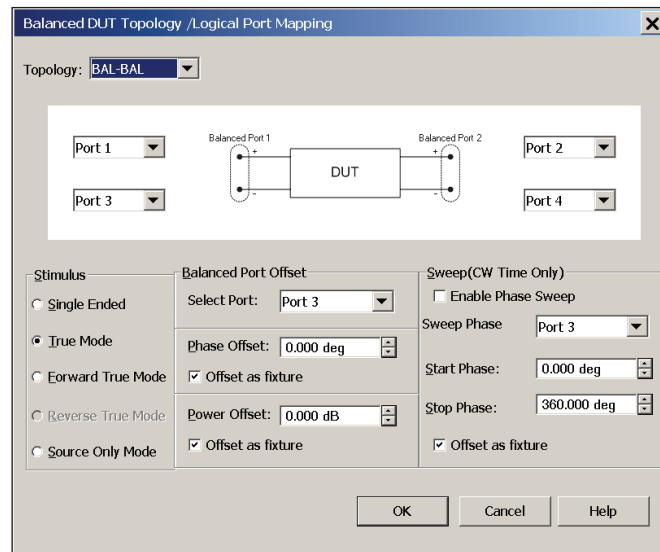 Balanced DUT Topology /Logical Port Mapping
Topology: BAL-BAL
Port 1
Port 3
Balanced Port 1
+
-
DUT
Balanced Port 2
+
-
Port 2
Port 4
Stimulus
Single Ended
True Mode
Forward True Mode
Reverse True Mode
Source Only Mode
Balanced Port Offset
Select Port: Port 3
Phase Offset: 0.000 deg
Offset as fixture
Power Offset: 0.000 dB
Offset as fixture
Sweep(CW Time Only)
Enable Phase Sweep
Sweep Phase Port 3
Start Phase: 0.000 deg
Stop Phase: 360.000 deg
Offset as fixture
OK Cancel Help